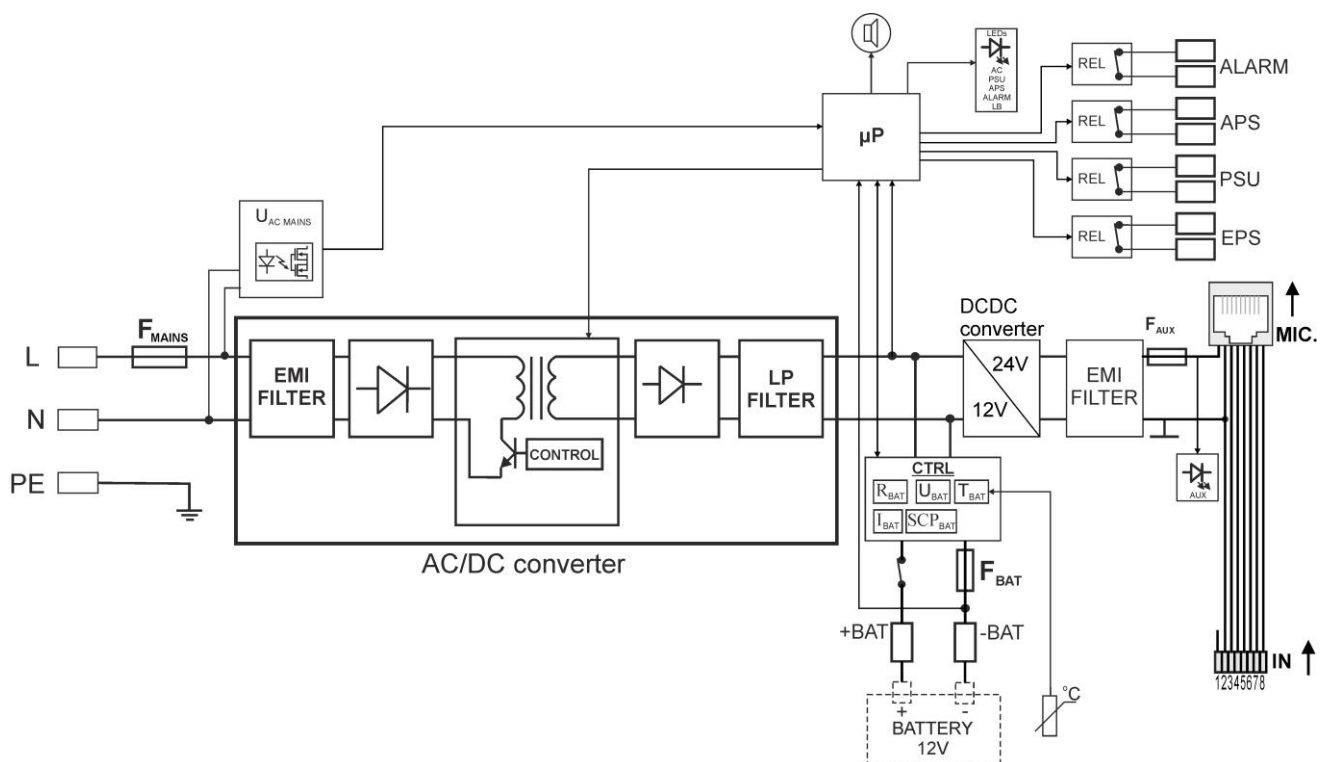 LEDs
AC
PSU
APS
ALARM
LB
REL
ALARM
µP
REL
APS
REL
PSU
REL
EPS
U AC MAINS
DCDC
converter
F AUX
MIC.
L
F MAINS
EMI
FILTER
LP
FILTER
24V
12V
EMI
FILTER
N
CONTROL
CTRL
R BAT
U BAT
T BAT
I BAT
SCP BAT
AUX
PE
AC/DC converter
F BAT
+BAT
-BAT
IN
12345678
°C
+
-
BATTERY
12V